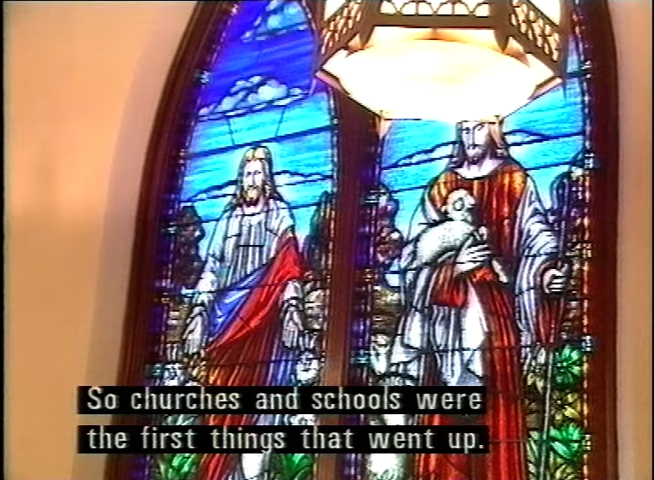 So churches and schools were
the first things that went up.